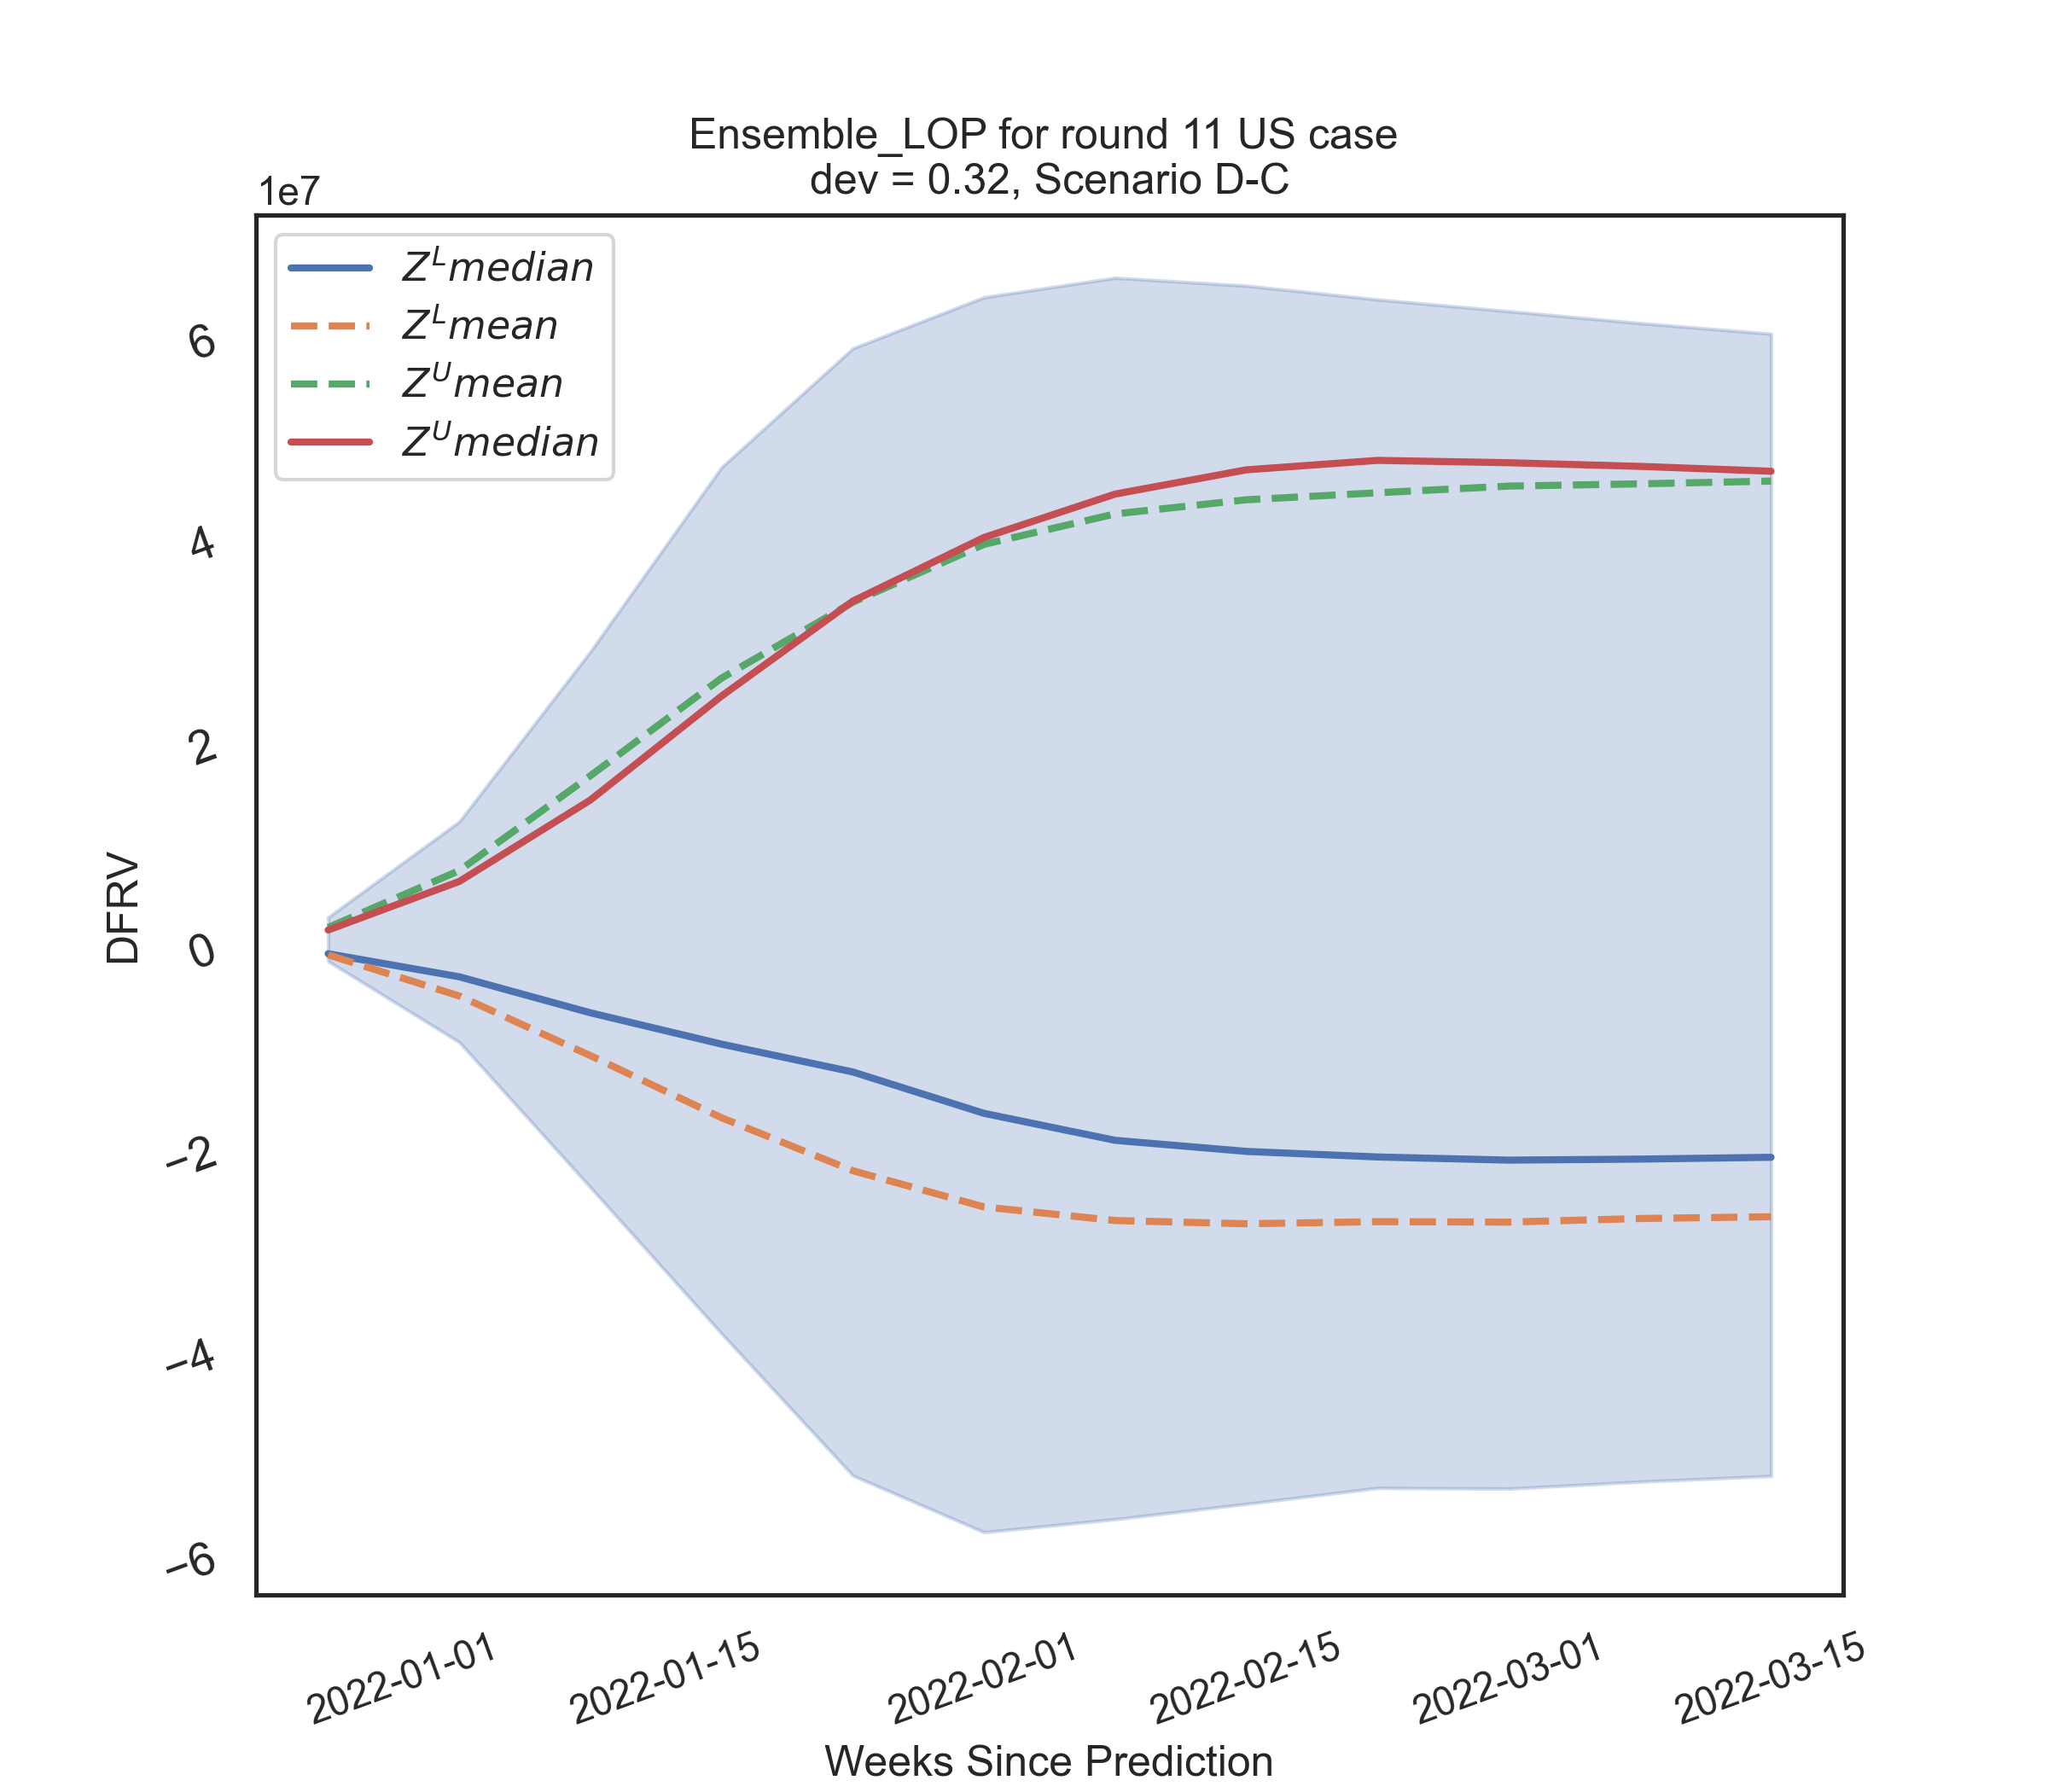 Ensemble_LOP for round 11 US case
dev = 0.32, Scenario D-C
1e7
Z^L median
Z^L mean
Z^U mean
Z^U median
6
4
2
0
−2
−4
−6
DFRV
2022-01-01
2022-01-15
2022-02-01
2022-02-15
2022-03-01
2022-03-15
Weeks Since Prediction